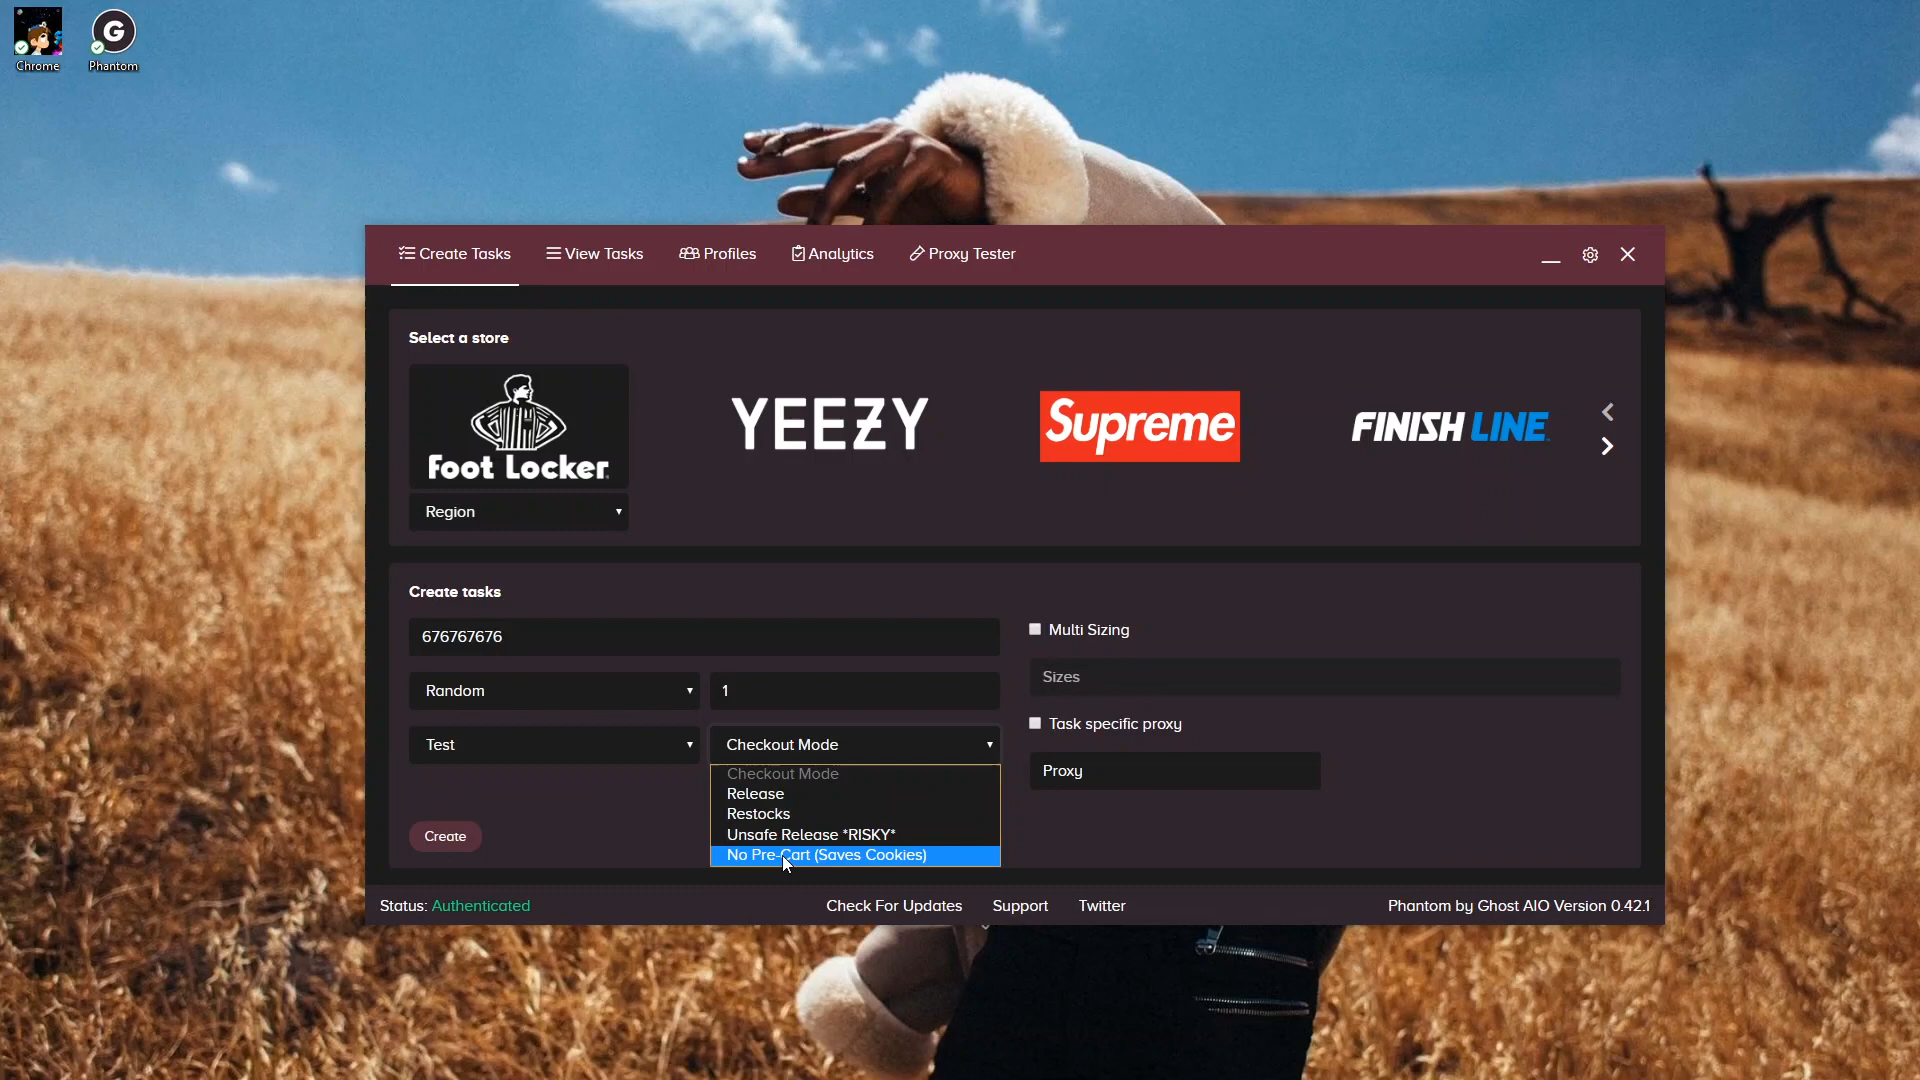 Chrome
Phantom
Create Tasks
View Tasks
Profiles
Analytics
Proxy Tester
Select a store
Foot Locker
YEEZY
Supreme
FINISH LINE
Region
Create tasks
676767676
Multi Sizing
Random
1
Sizes
Test
Checkout Mode
Task specific proxy
Checkout Mode
Release
Restocks
Unsafe Release *RISKY*
No Pre-Cart (Saves Cookies)
Proxy
Create
Status: Authenticated
Check For Updates
Support
Twitter
Phantom by Ghost AIO Version 0.42.1